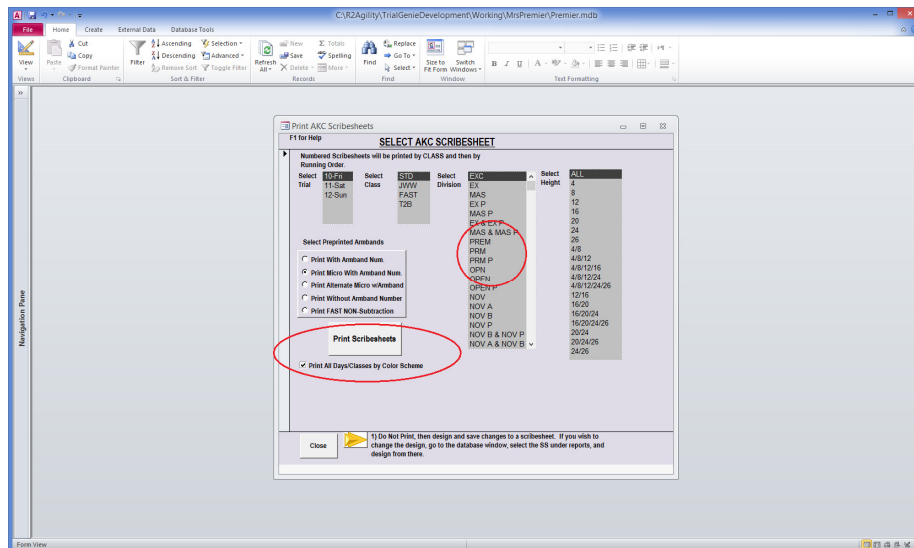 C:\R2Agility\TrialGenieDevelopment\Working\MrsPremier\Premier.mdb
File Home Create External Data Database Tools
View
Paste
Cut
Copy
Format Painter
Filter
Ascending
Descending
Remove Sort
Selection
Advanced
Toggle Filter
Refresh All
New
Save
Delete
Totals
Spelling
More
Find
Replace
Go To
Select
Size to Fit Form
Switch Windows
B I U A
Views Clipboard Sort & Filter Records Find Window Text Formatting
Navigation Pane
Print AKC Scribesheets
F1 for Help
SELECT AKC SCRIBESHEET
Numbered Scribesheets will be printed by CLASS and then by
Running Order.
Select Trial
10-Fri
11-Sat
12-Sun
Select Class
STD
JWW
FAST
T2B
Select Division
EXC
EX
MAS
EX P
MAS P
EX & EX P
MAS & MAS P
PREM
PRM
PRM P
OPN
OPEN
OPEN P
NOV
NOV A
NOV B
NOV P
NOV B & NOV P
NOV A & NOV B
Select Height
ALL
4
8
12
16
20
24
26
4/8
4/8/12
4/8/12/16
4/8/12/24
4/8/12/24/26
12/16
16/20
16/20/24
16/20/24/26
20/24
20/24/26
24/26
Select Preprinted Armbands
Print With Armband Num.
Print Micro With Armband Num.
Print Alternate Micro w/Armband
Print Without Armband Number
Print FAST NON-Subtraction
Print Scribesheets
Print All Days/Classes by Color Scheme
Close
1) Do Not Print, then design and save changes to a scribesheet. If you wish to
change the design, go to the database window, select the SS under reports, and
design from there.
Form View